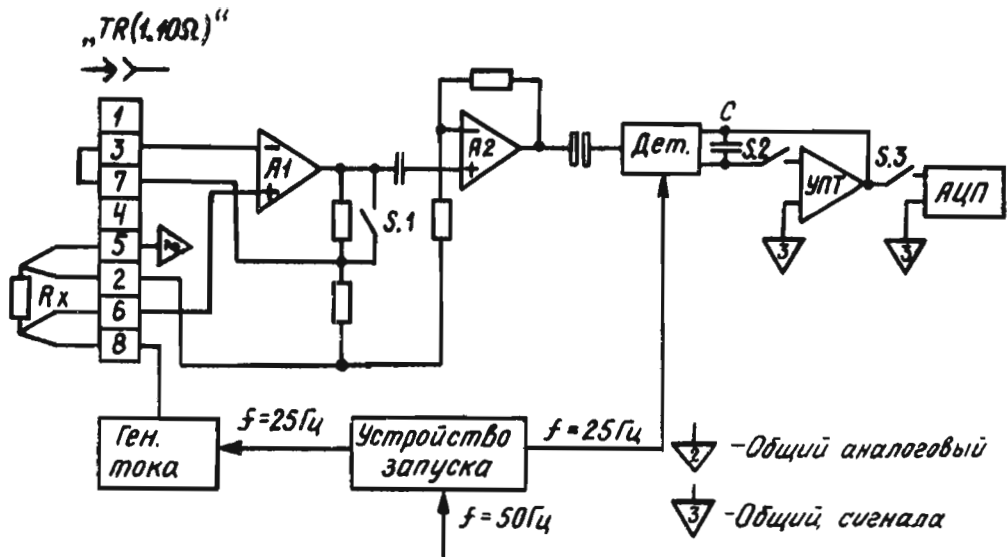 „TR(1.10Ω)“
1
3
7
4
5
2
6
8
Rx
2
A1
S.1
A2
Дет.
C
S.2
УПТ
3
S.3
АЦП
3
Ген.
тока
f=25Гц
Устройство
запуска
f=25Гц
f=50Гц
2
-Общий аналоговый
3
-Общий сигнала